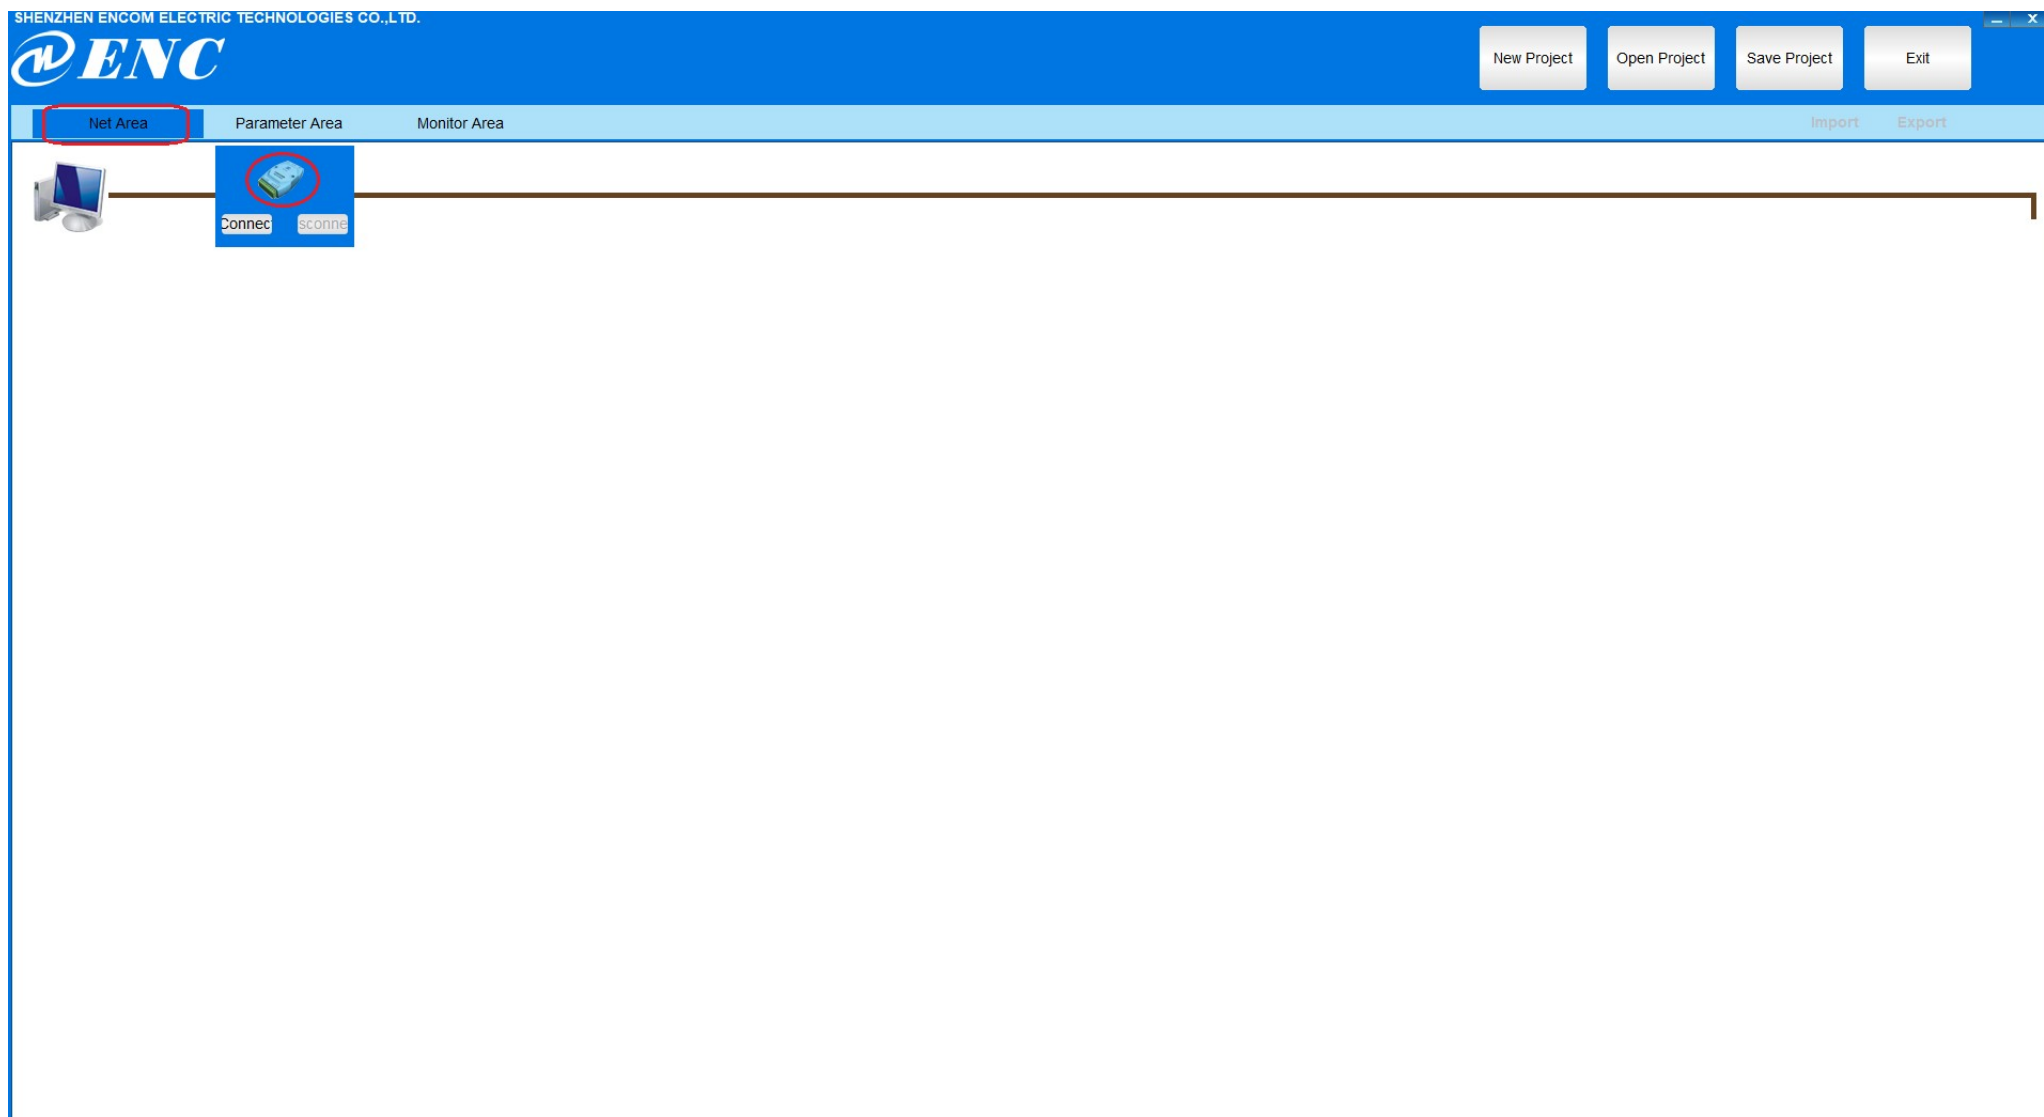 SHENZHEN ENCOM ELECTRIC TECHNOLOGIES CO.,LTD.
ENC
New Project Open Project Save Project Exit
Net Area Parameter Area Monitor Area Import Export
Connec sconne